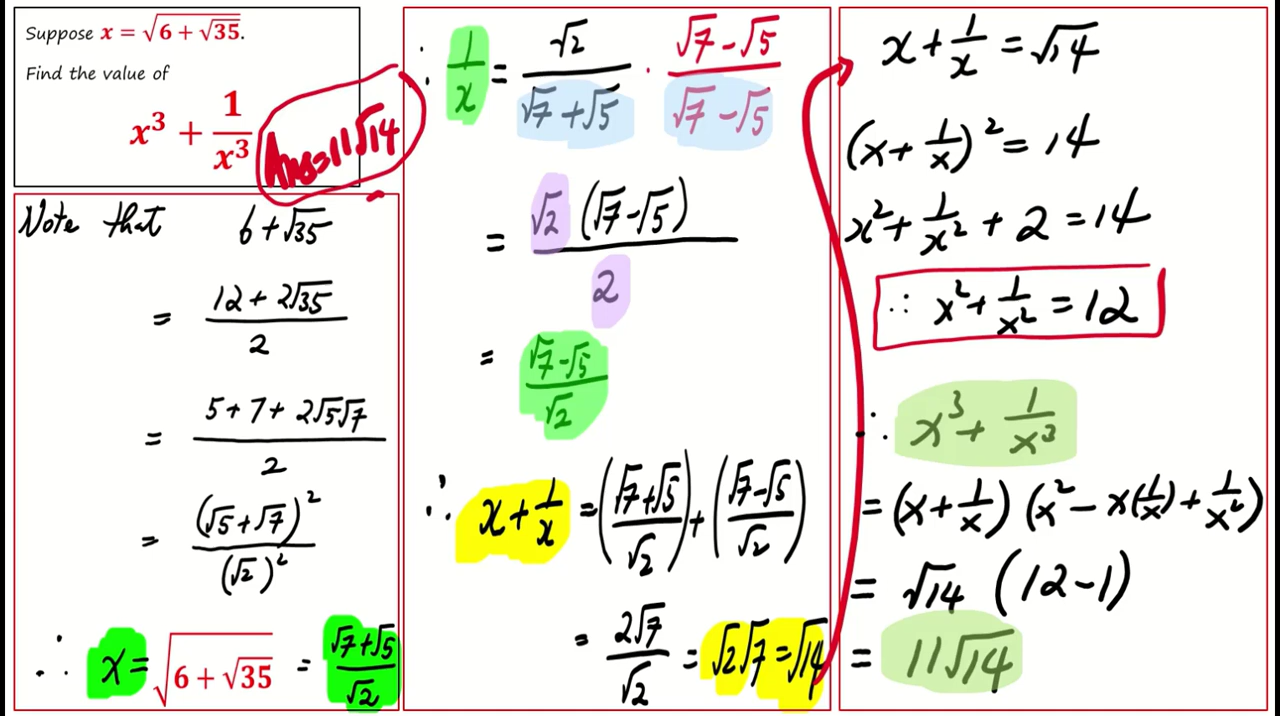 Suppose x = √(6 + √35).
Find the value of
x³ + 1/x³
Ans=11√14
Note that 6+√35
= (12 + 2√35)/2
= (5 + 7 + 2√5√7)/2
= (√5+√7)²/(√2)²
∴ x = √(6 + √35) = (√7+√5)/√2
∴ 1/x = √2/(√7+√5) · (√7-√5)/(√7-√5)
= √2(√7-√5)/2
= (√7-√5)/√2
∴ x+1/x = ((√7+√5)/√2)+((√7-√5)/√2)
= 2√7/√2 = √2√7 = √14
x+1/x = √14
(x+1/x)² = 14
x²+1/x²+2 = 14
∴ x²+1/x² = 12
∴ x³+1/x³
= (x+1/x)(x²-x(1/x)+1/x²)
= √14 (12-1)
= 11√14